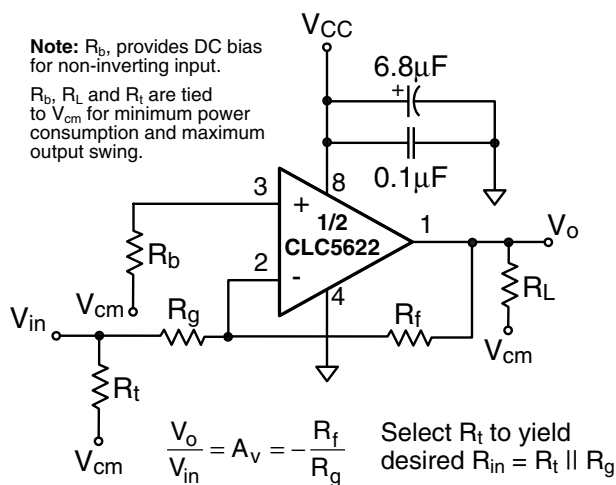 Note: Rb, provides DC bias
for non-inverting input.
Rb, RL and Rt are tied
to Vcm for minimum power
consumption and maximum
output swing.
VCC
6.8µF
+
0.1µF
8
3
+
1/2
CLC5622
1
Vo
2
-
4
Rb
Vcm
Vin
Rg
Rf
RL
Vcm
Rt
Vcm
Vo/Vin = Av = -Rf/Rg
Select Rt to yield
desired Rin = Rt || Rg